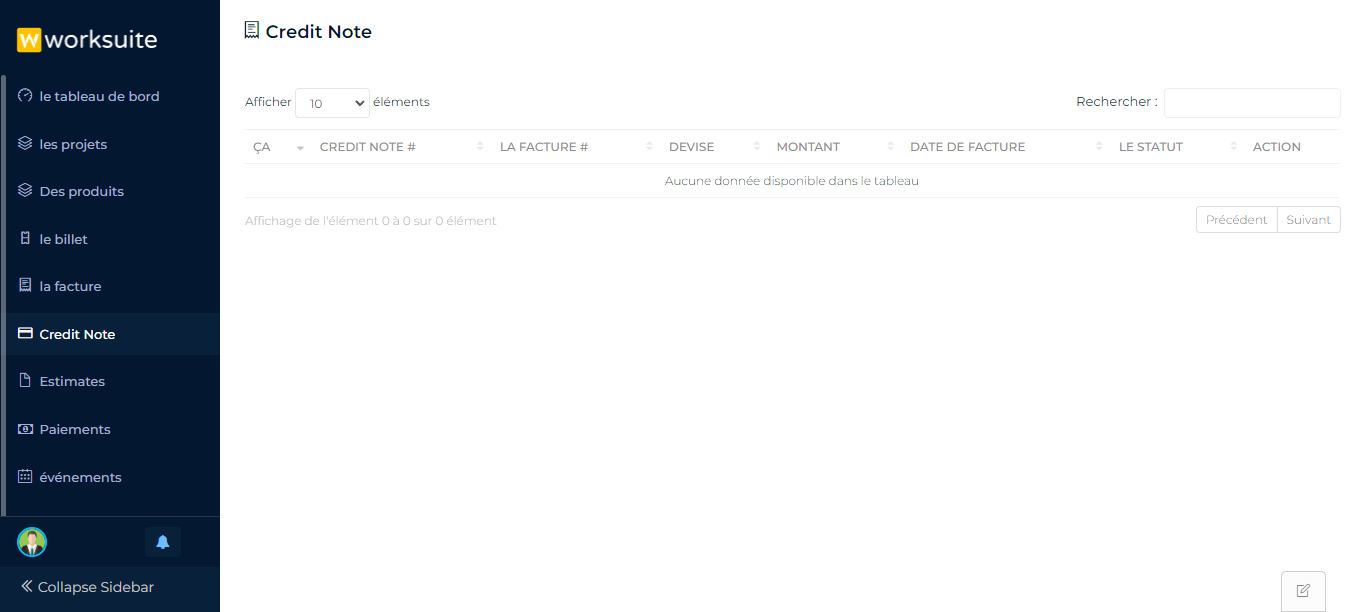 worksuite
le tableau de bord
les projets
Des produits
le billet
la facture
Credit Note
Estimates
Paiements
événements
Collapse Sidebar
Credit Note
Afficher 10 éléments
Rechercher :
ÇA CREDIT NOTE # LA FACTURE # DEVISE MONTANT DATE DE FACTURE LE STATUT ACTION
Aucune donnée disponible dans le tableau
Affichage de l'élément 0 à 0 sur 0 élément
Précédent Suivant